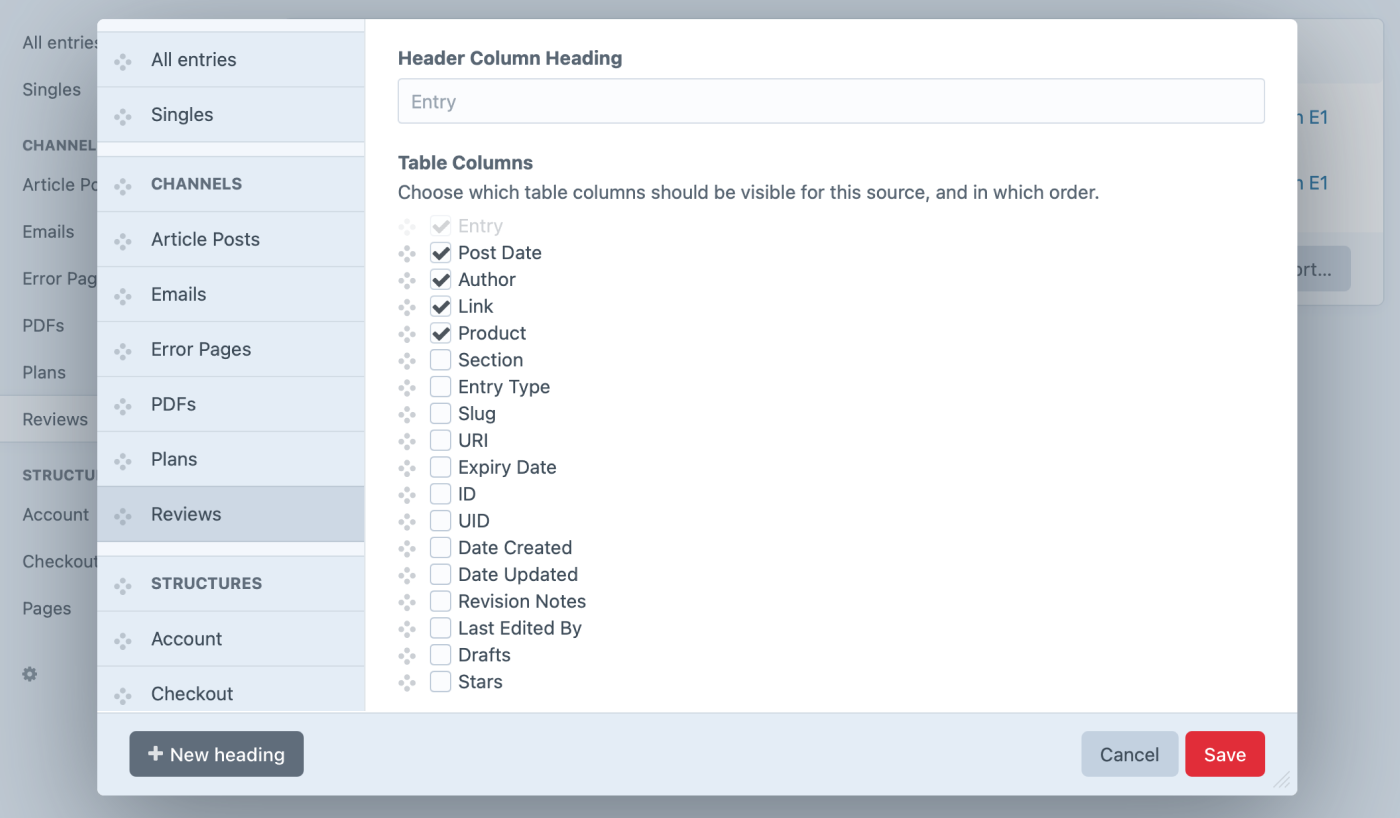 All entries
Singles
CHANNEL
Article Po
Emails
Error Pag
PDFs
Plans
Reviews
STRUCTU
Account
Checkout
Pages
All entries
Singles
CHANNELS
Article Posts
Emails
Error Pages
PDFs
Plans
Reviews
STRUCTURES
Account
Checkout
Header Column Heading
Entry
Table Columns
Choose which table columns should be visible for this source, and in which order.
Entry
Post Date
Author
Link
Product
Section
Entry Type
Slug
URI
Expiry Date
ID
UID
Date Created
Date Updated
Revision Notes
Last Edited By
Drafts
Stars
New heading
Cancel
Save
n E1
n E1
ort...